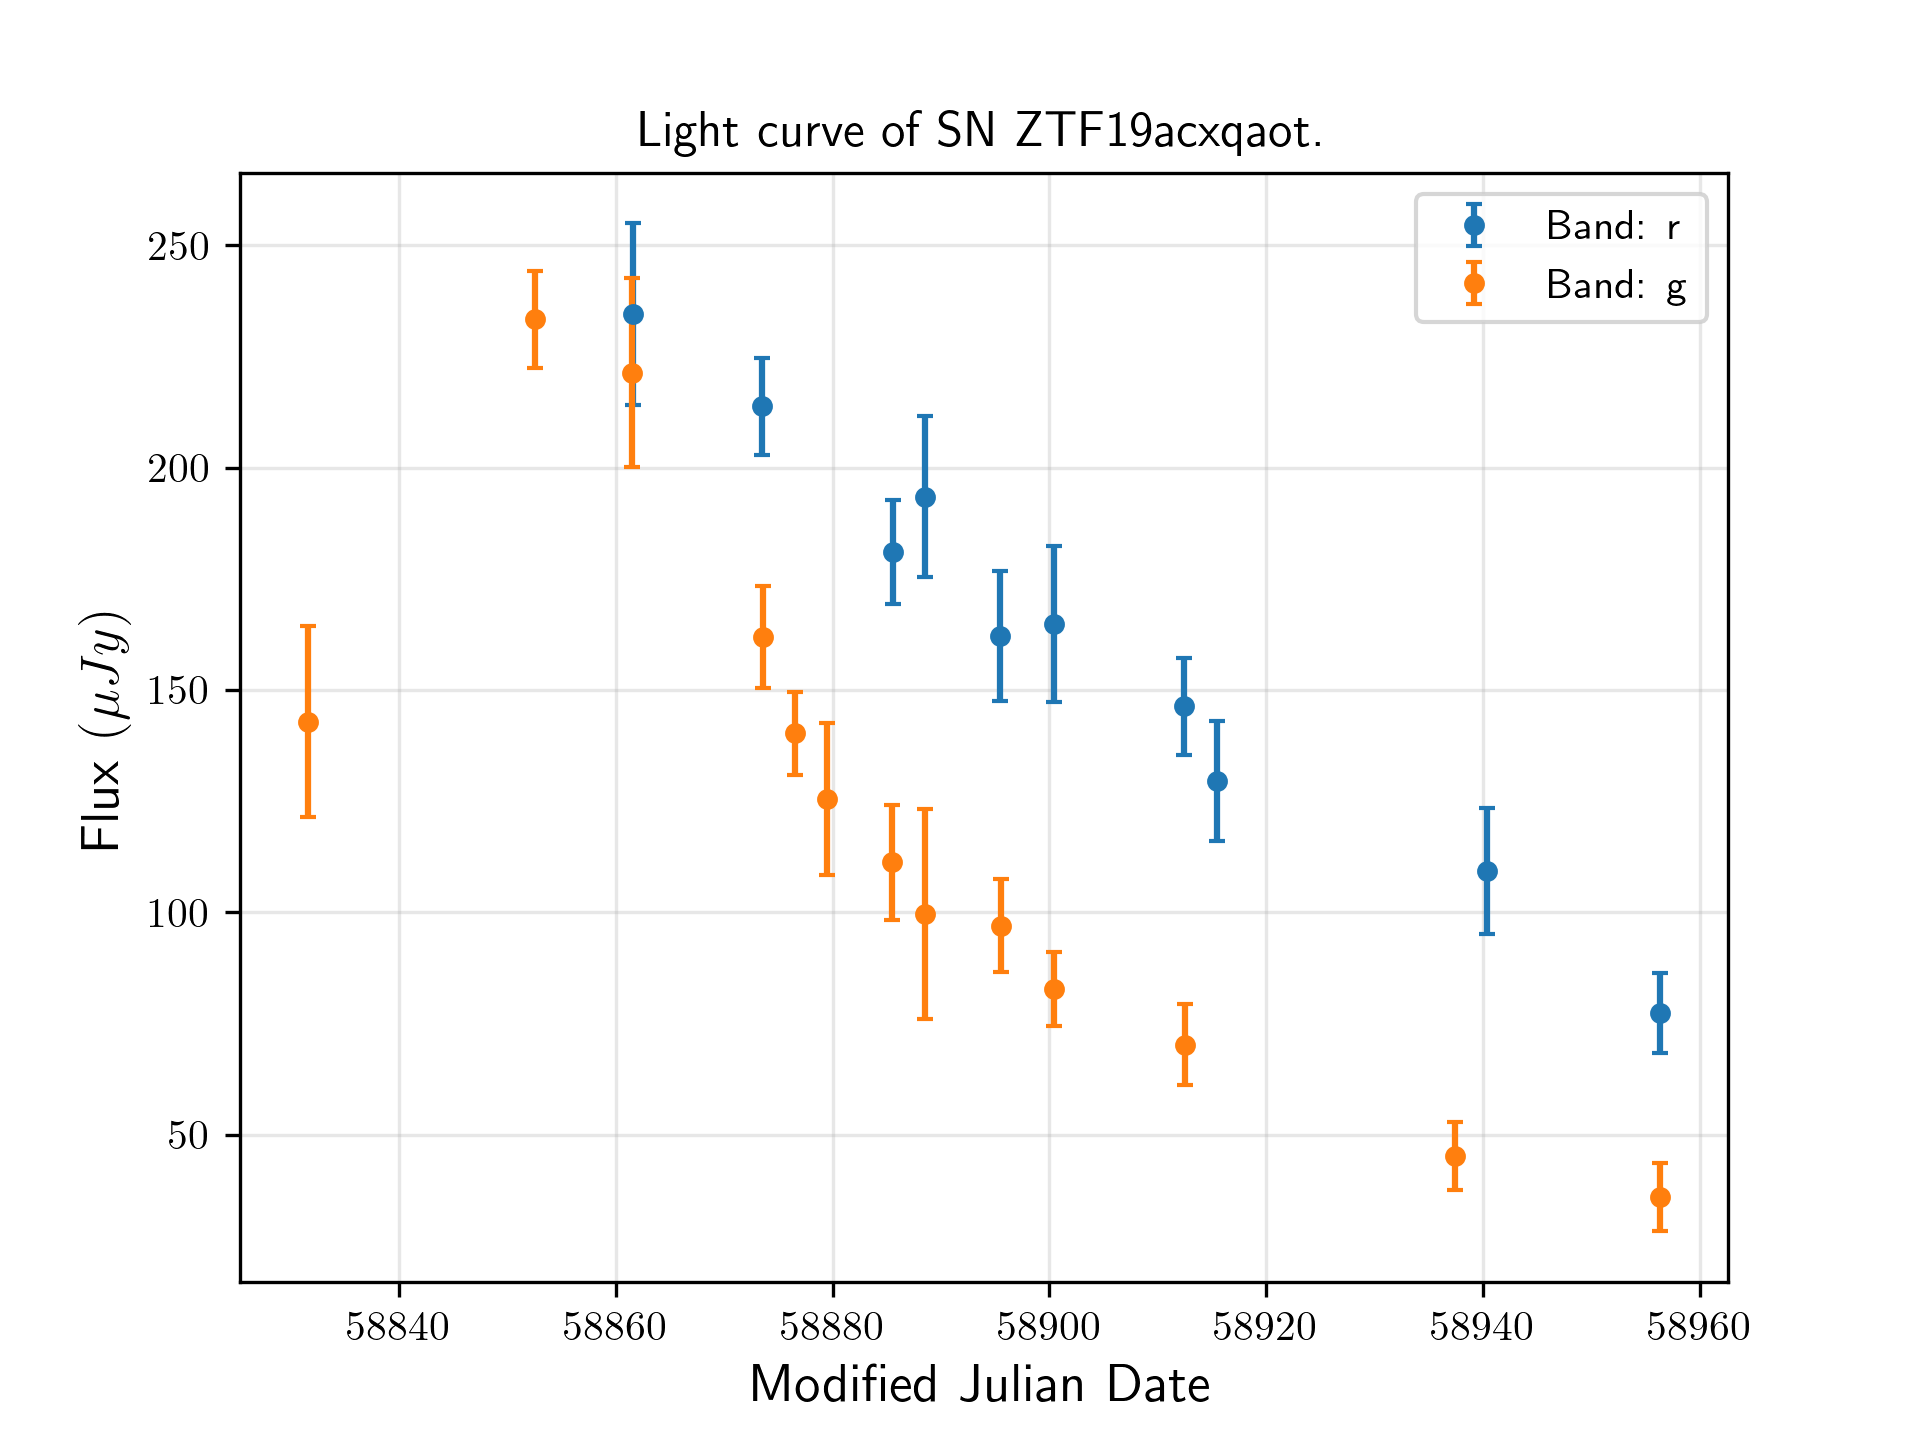 Light curve of SN ZTF19acxqaot.
Band: r
Band: g
250
200
150
100
50
Flux (μJy)
58840 58860 58880 58900 58920 58940 58960
Modified Julian Date